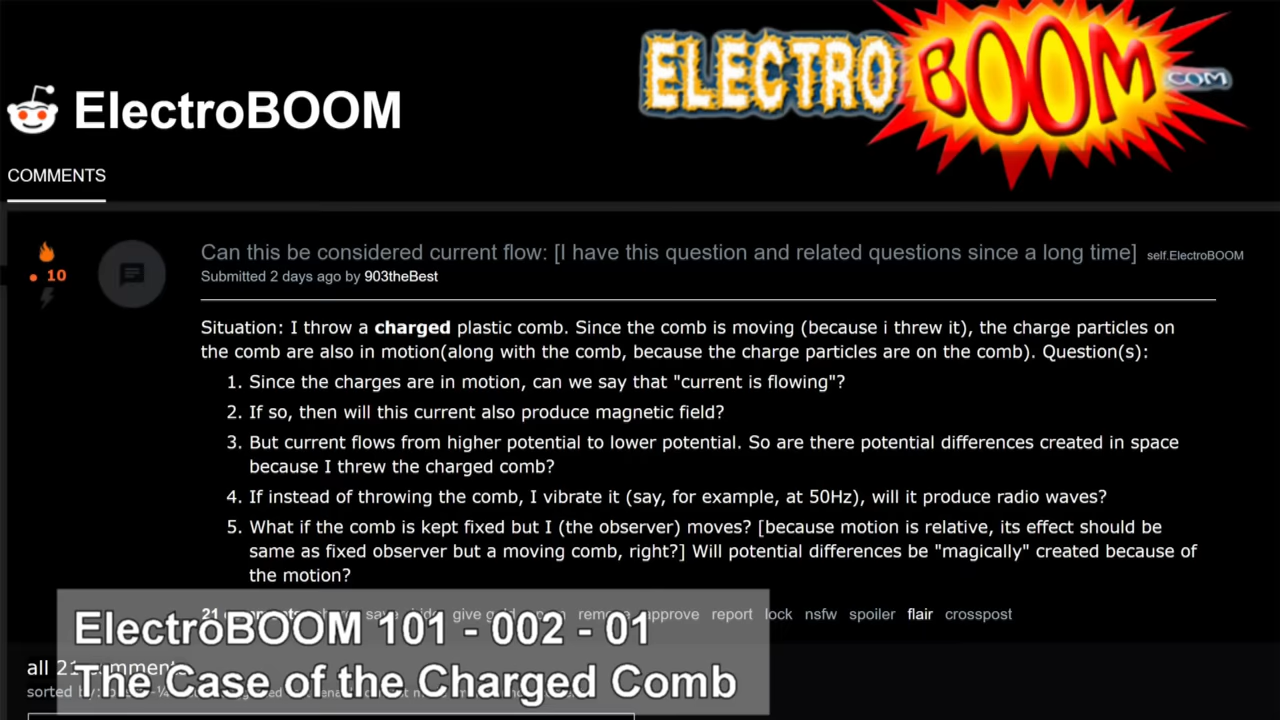 ELECTROBOOM.COM
ElectroBOOM
COMMENTS
Can this be considered current flow: [I have this question and related questions since a long time] self.ElectroBOOM
10
Submitted 2 days ago by 903theBest
Situation: I throw a charged plastic comb. Since the comb is moving (because i threw it), the charge particles on
the comb are also in motion(along with the comb, because the charge particles are on the comb). Question(s):
1. Since the charges are in motion, can we say that "current is flowing"?
2. If so, then will this current also produce magnetic field?
3. But current flows from higher potential to lower potential. So are there potential differences created in space
because I threw the charged comb?
4. If instead of throwing the comb, I vibrate it (say, for example, at 50Hz), will it produce radio waves?
5. What if the comb is kept fixed but I (the observer) moves? [because motion is relative, its effect should be
same as fixed observer but a moving comb, right?] Will potential differences be "magically" created because of
the motion?
21 comments share save hide give gold remove approve report lock nsfw spoiler flair crosspost
ElectroBOOM 101 - 002 - 01
all 21 comments
The Case of the Charged Comb
sorted by: